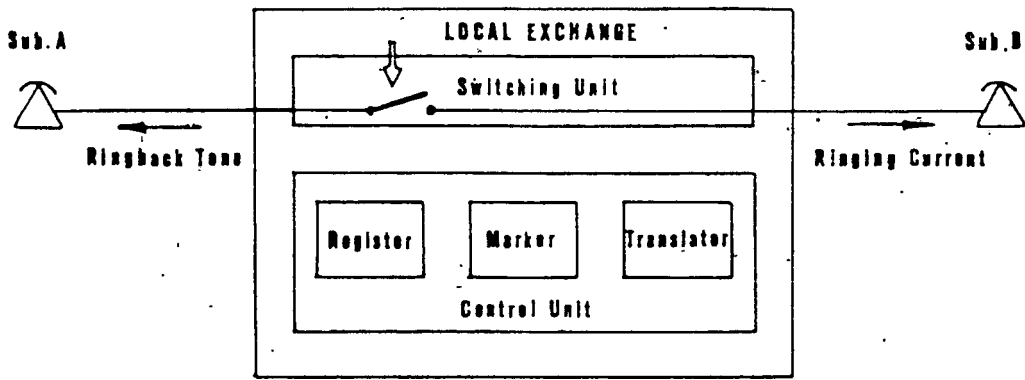 LOCAL EXCHANGE
Sub.A
Sub.B
Switching Unit
Ringback Tone
Ringing Current
Register
Marker
Translator
Control Unit